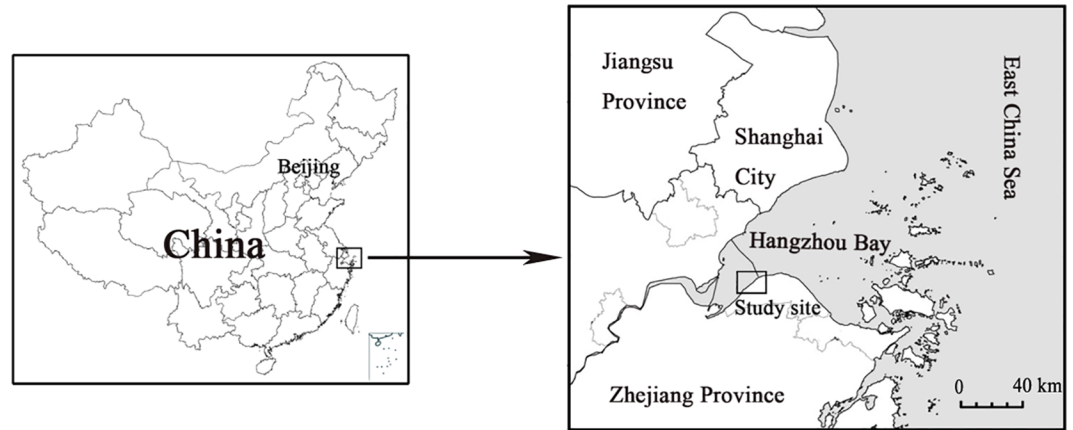 Beijing
China
Jiangsu
Province
Shanghai
City
East China Sea
Hangzhou Bay
Study site
Zhejiang Province
0 40 km